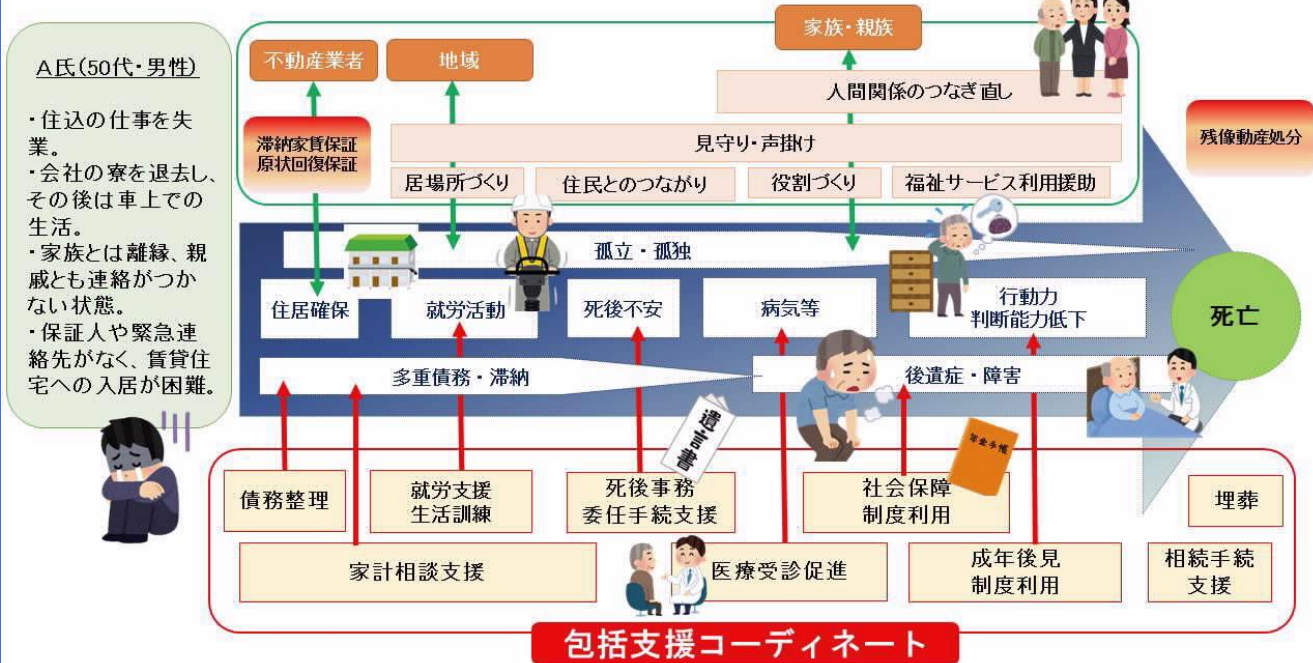 A氏(50代・男性)
・住込の仕事を失
業。
・会社の寮を退去し、
その後は車上での
生活。
・家族とは離縁、親
戚とも連絡がつか
ない状態。
・保証人や緊急連
絡先がなく、賃貸住
宅への入居が困難。
不動産業者
地域
家族・親族
人間関係のつなぎ直し
滞納家賃保証
原状回復保証
見守り・声掛け
残像動産処分
居場所づくり
住民とのつながり
役割づくり
福祉サービス利用援助
孤立・孤独
住居確保
就労活動
死後不安
病気等
行動力
判断能力低下
死亡
多重債務・滞納
後遺症・障害
遺言書
年金手帳
債務整理
就労支援
生活訓練
死後事務
委任手続支援
社会保障
制度利用
埋葬
家計相談支援
医療受診促進
成年後見
制度利用
相続手続
支援
包括支援コーディネート